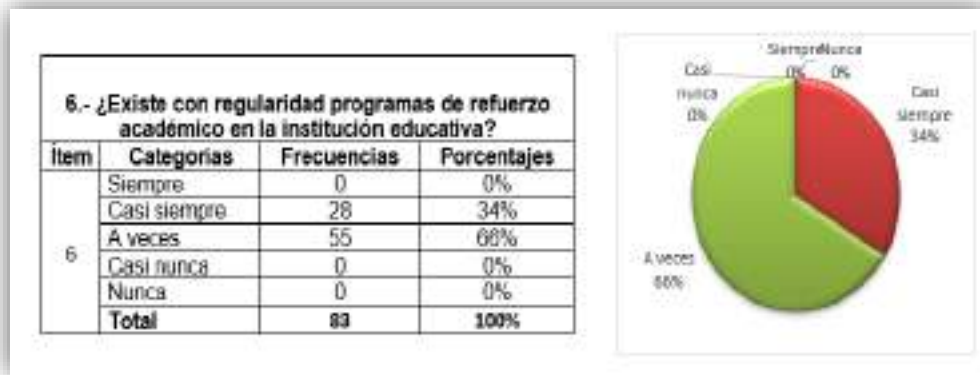 6.- ¿Existe con regularidad programas de refuerzo
académico en la institución educativa?
Ítem Categorias Frecuencias Porcentajes
Siempre 0 0%
Casi siempre 28 34%
6 A veces 55 66%
Casi nunca 0 0%
Nunca 0 0%
Total 83 100%
Siempre Nunca
0% 0%
Casi
nunca
0%
Casi
siempre
34%
A veces
66%